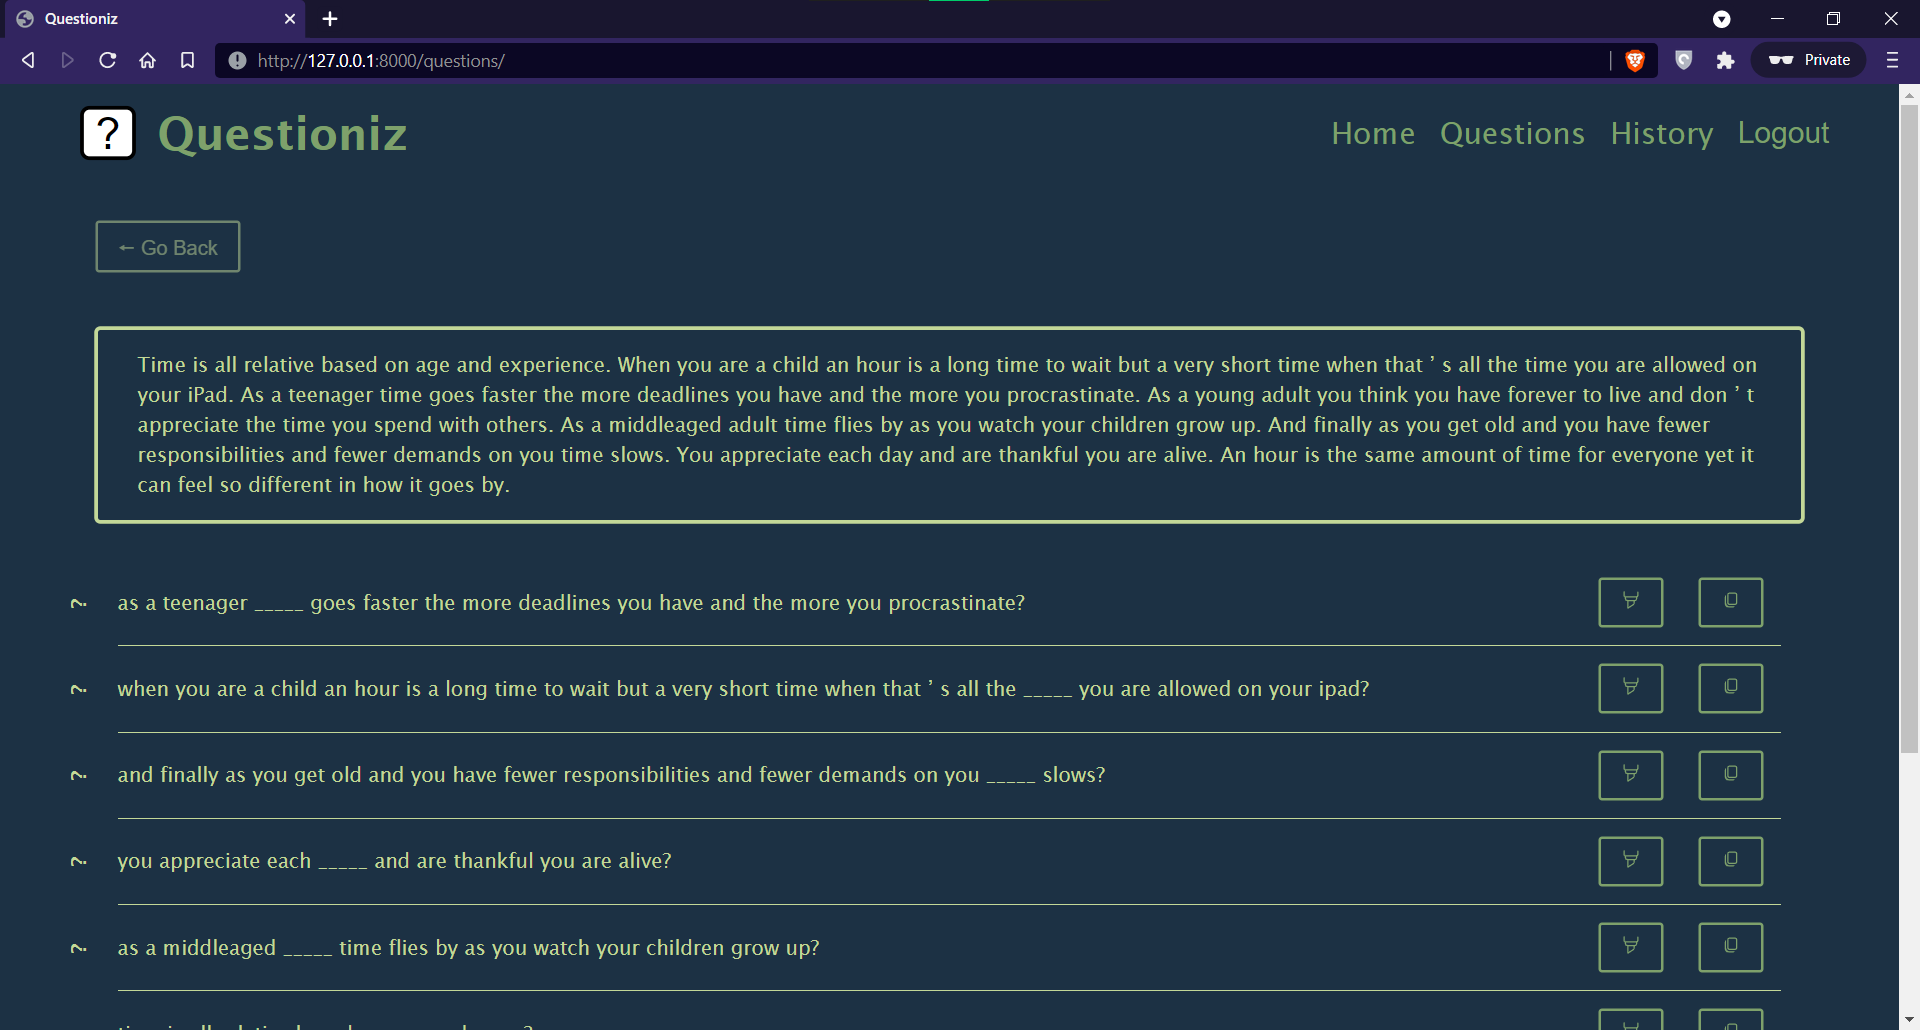 Questioniz
http://127.0.0.1:8000/questions/
Private
? Questioniz
Home Questions History Logout
← Go Back
Time is all relative based on age and experience. When you are a child an hour is a long time to wait but a very short time when that ’ s all the time you are allowed on
your iPad. As a teenager time goes faster the more deadlines you have and the more you procrastinate. As a young adult you think you have forever to live and don ’ t
appreciate the time you spend with others. As a middleaged adult time flies by as you watch your children grow up. And finally as you get old and you have fewer
responsibilities and fewer demands on you time slows. You appreciate each day and are thankful you are alive. An hour is the same amount of time for everyone yet it
can feel so different in how it goes by.
as a teenager _____ goes faster the more deadlines you have and the more you procrastinate?
when you are a child an hour is a long time to wait but a very short time when that ’ s all the _____ you are allowed on your ipad?
and finally as you get old and you have fewer responsibilities and fewer demands on you _____ slows?
you appreciate each _____ and are thankful you are alive?
as a middleaged _____ time flies by as you watch your children grow up?